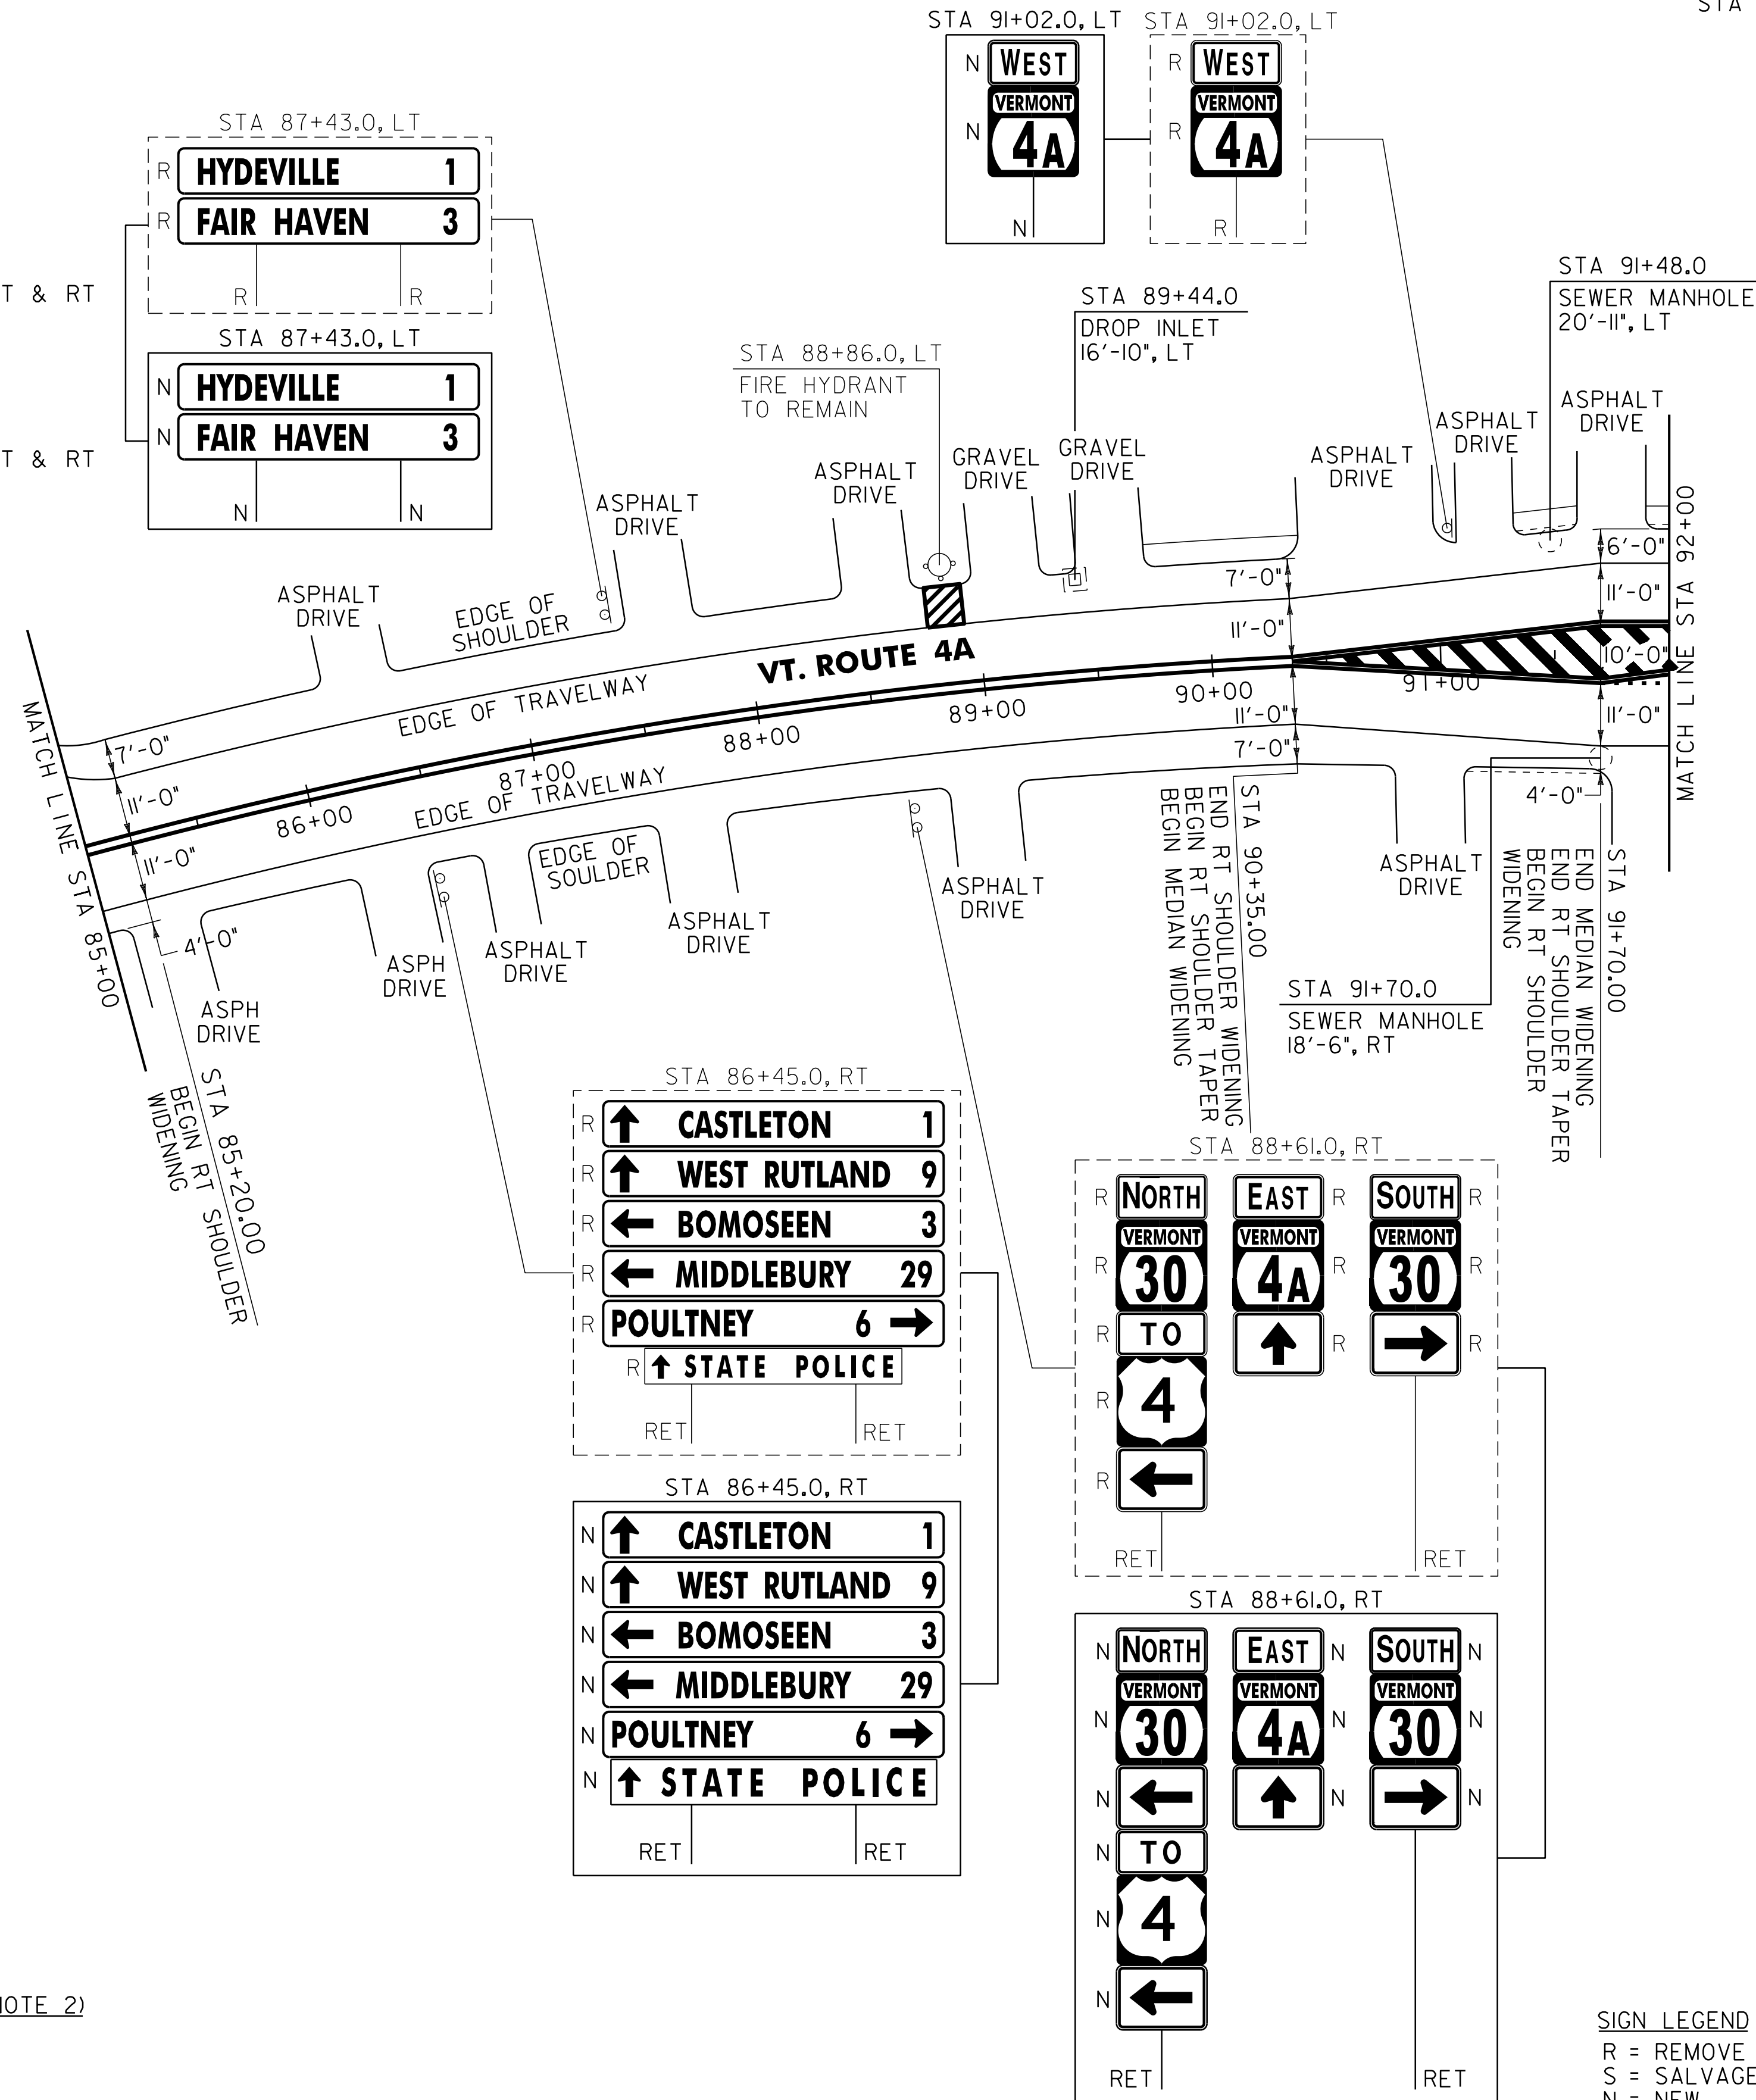 STA
STA 91+02.0, LT
N WEST
VERMONT
N 4A
N
STA 91+02.0, LT
R WEST
VERMONT
R 4A
R
STA 87+43.0, LT
R HYDEVILLE 1
R FAIR HAVEN 3
R R
T & RT
STA 87+43.0, LT
N HYDEVILLE 1
N FAIR HAVEN 3
N N
T & RT
STA 88+86.0, LT
FIRE HYDRANT
TO REMAIN
STA 89+44.0
DROP INLET
16'-10", LT
STA 91+48.0
SEWER MANHOLE
20'-11", LT
ASPHALT
DRIVE
ASPHALT
DRIVE
ASPHALT
DRIVE
GRAVEL
DRIVE
GRAVEL
DRIVE
ASPHALT
DRIVE
ASPHALT
DRIVE
ASPHALT
DRIVE
EDGE OF
SHOULDER
EDGE OF TRAVELWAY
VT. ROUTE 4A
EDGE OF TRAVELWAY
EDGE OF
SOULDER
MATCH LINE STA 85+00
7'-0"
11'-0"
11'-0"
4'-0"
86+00
87+00
88+00
89+00
90+00
91+00
7'-0"
11'-0"
11'-0"
7'-0"
6'-0"
11'-0"
10'-0"
11'-0"
4'-0"
MATCH LINE STA 92+00
ASPH
DRIVE
ASPH
DRIVE
ASPHALT
DRIVE
ASPHALT
DRIVE
ASPHALT
DRIVE
ASPHALT
DRIVE
STA 85+20.00
BEGIN RT SHOULDER
WIDENING
STA 90+35.00
END RT SHOULDER WIDENING
BEGIN RT SHOULDER TAPER
BEGIN MEDIAN WIDENING
STA 91+70.0
SEWER MANHOLE
18'-6", RT
STA 91+70.00
END MEDIAN WIDENING
END RT SHOULDER TAPER
BEGIN RT SHOULDER
WIDENING
STA 86+45.0, RT
R ↑ CASTLETON 1
R ↑ WEST RUTLAND 9
R ← BOMOSEEN 3
R ← MIDDLEBURY 29
R POULTNEY 6 →
R ↑ STATE POLICE
RET RET
STA 86+45.0, RT
N ↑ CASTLETON 1
N ↑ WEST RUTLAND 9
N ← BOMOSEEN 3
N ← MIDDLEBURY 29
N POULTNEY 6 →
N ↑ STATE POLICE
RET RET
STA 88+61.0, RT
R NORTH EAST R SOUTH R
VERMONT VERMONT VERMONT
R 30 4A R 30 R
R TO ↑ R → R
R 4
R ←
RET RET
STA 88+61.0, RT
N NORTH EAST N SOUTH N
VERMONT VERMONT VERMONT
N 30 4A N 30 N
N ← ↑ N → N
N TO
N 4
N ←
RET RET
NOTE 2)
SIGN LEGEND
R = REMOVE
S = SALVAGE
N = NEW